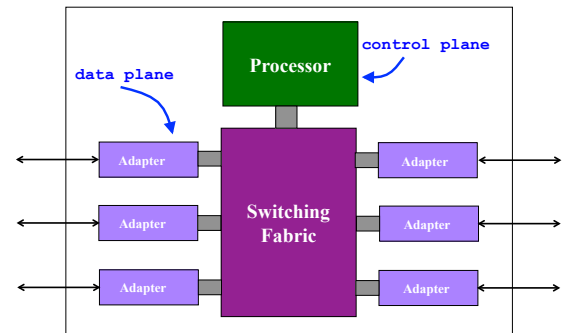 control plane
data plane
Processor
Adapter
Adapter
Adapter
Switching
Fabric
Adapter
Adapter
Adapter